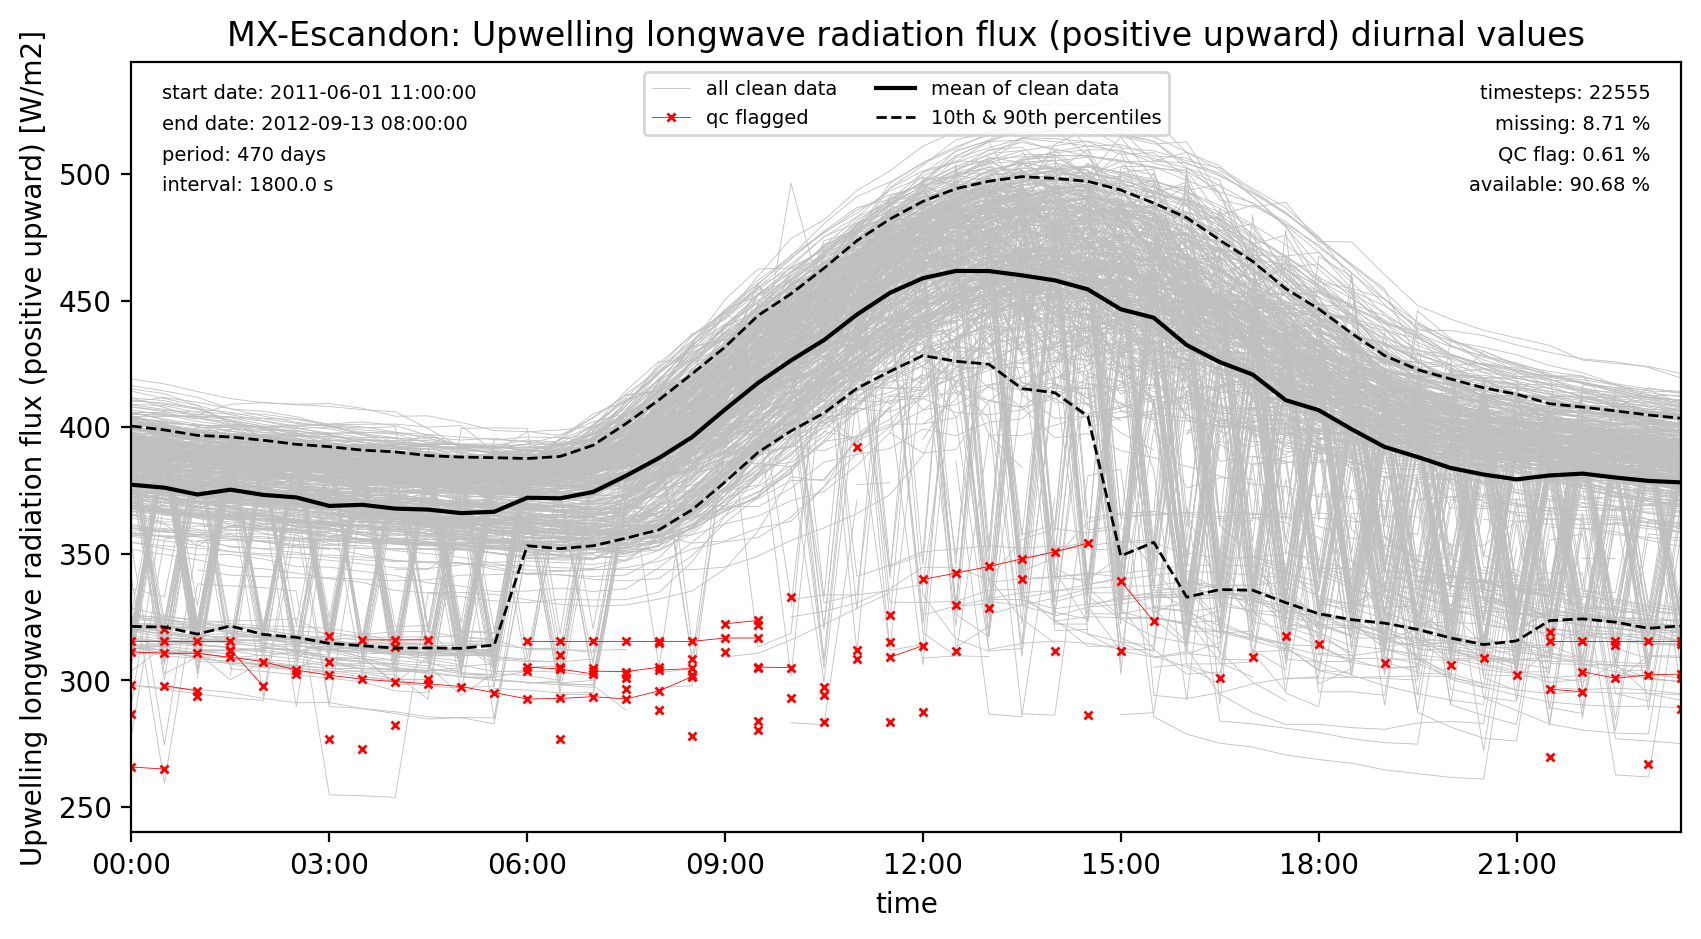 MX-Escandon: Upwelling longwave radiation flux (positive upward) diurnal values
start date: 2011-06-01 11:00:00
end date: 2012-09-13 08:00:00
period: 470 days
interval: 1800.0 s
all clean data
qc flagged
mean of clean data
10th & 90th percentiles
timesteps: 22555
missing: 8.71 %
QC flag: 0.61 %
available: 90.68 %
Upwelling longwave radiation flux (positive upward) [W/m2]
500
450
400
350
300
250
00:00 03:00 06:00 09:00 12:00 15:00 18:00 21:00
time